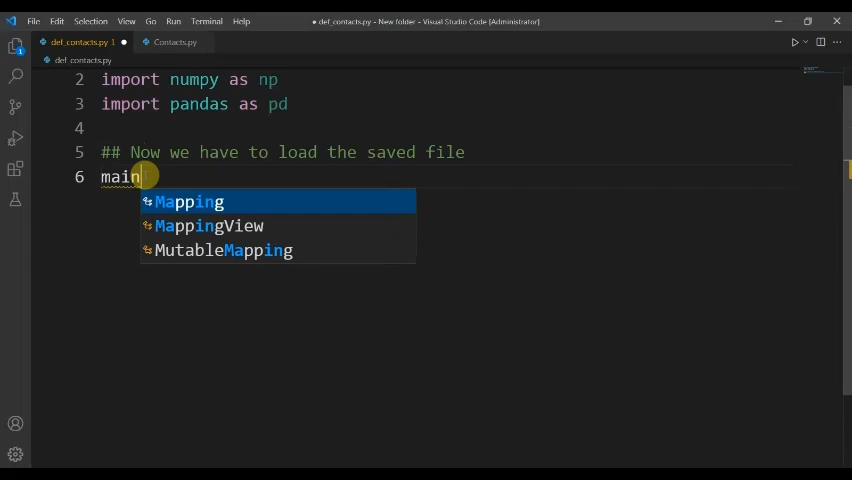 File Edit Selection View Go Run Terminal Help ● def_contacts.py - New folder - Visual Studio Code [Administrator]
def_contacts.py 1 ● Contacts.py
def_contacts.py
2 import numpy as np
3 import pandas as pd
4
5 ## Now we have to load the saved file
6 main
Mapping
MappingView
MutableMapping
1